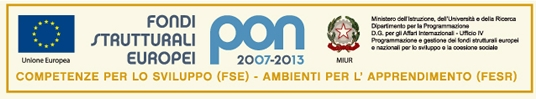 Unione Europea
FONDI
STRUTTURALI
EUROPEI
pon
2007-2013
MIUR
Ministero dell'Istruzione, dell'Università e della Ricerca
Dipartimento per la Programmazione
D.G. per gli Affari Internazionali - Ufficio IV
Programmazione e gestione dei fondi strutturali europei
e nazionali per lo sviluppo e la coesione sociale
COMPETENZE PER LO SVILUPPO (FSE) - AMBIENTI PER L' APPRENDIMENTO (FESR)